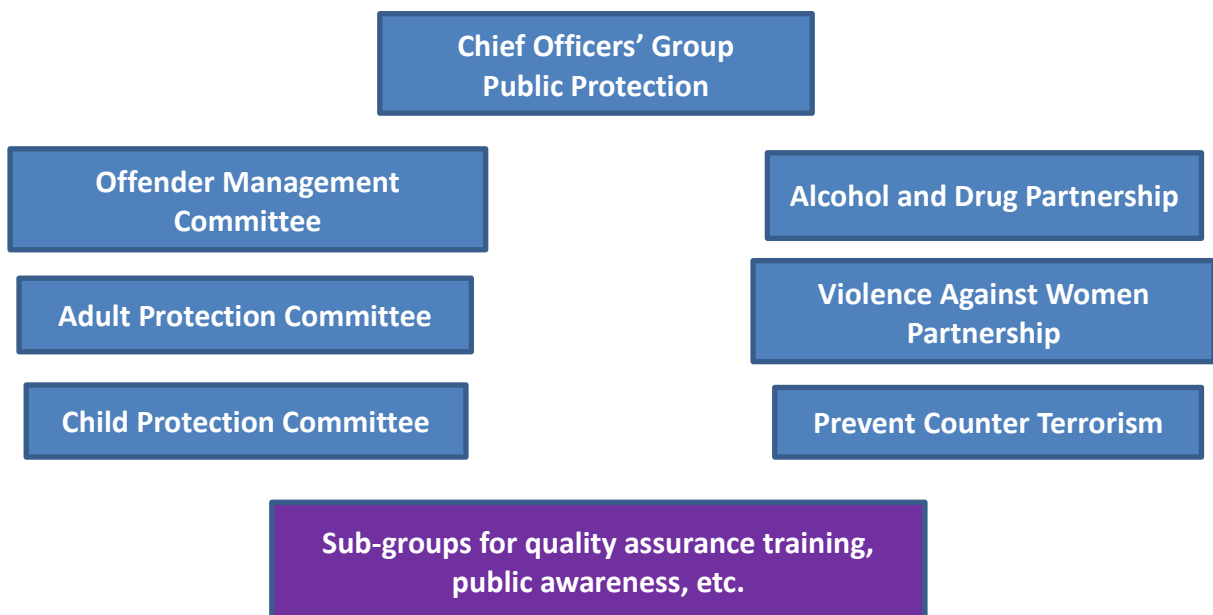 Chief Officers’ Group
Public Protection
Offender Management
Committee
Alcohol and Drug Partnership
Adult Protection Committee
Violence Against Women
Partnership
Child Protection Committee
Prevent Counter Terrorism
Sub-groups for quality assurance training,
public awareness, etc.